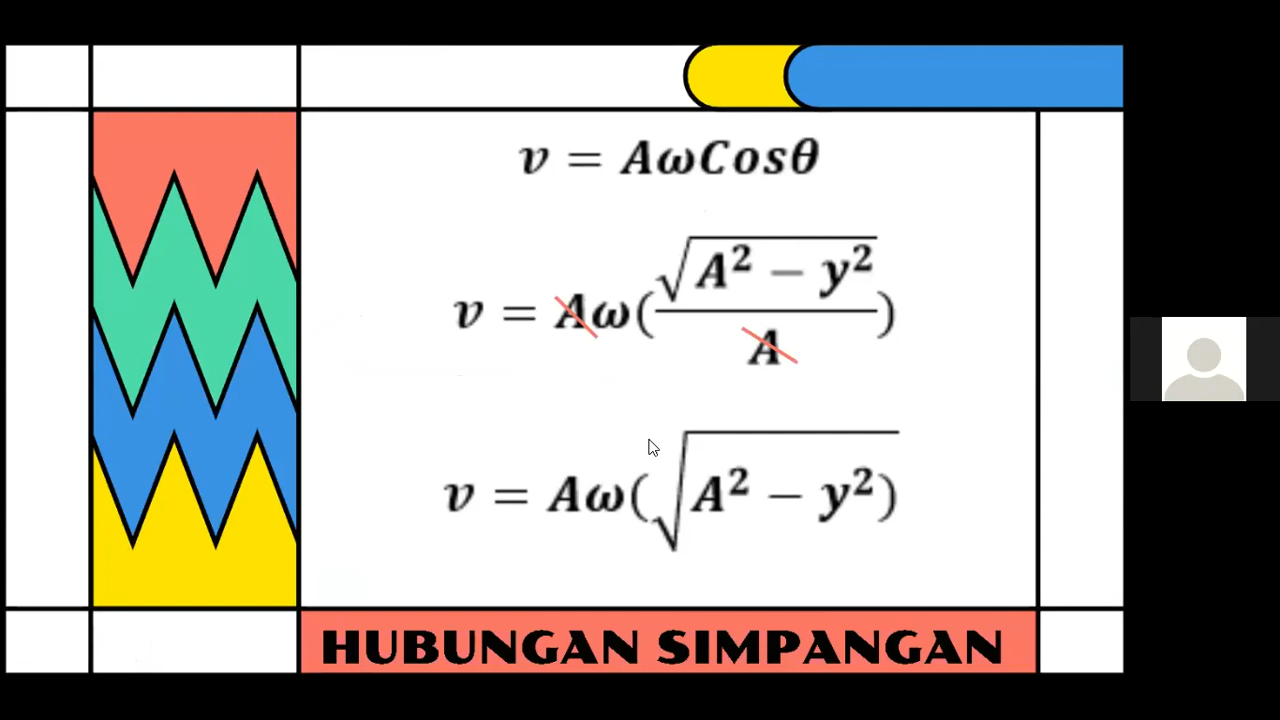 v = AωCosθ
v = Aω(√(A² − y²)/A)
v = Aω(√A² − y²)
HUBUNGAN SIMPANGAN